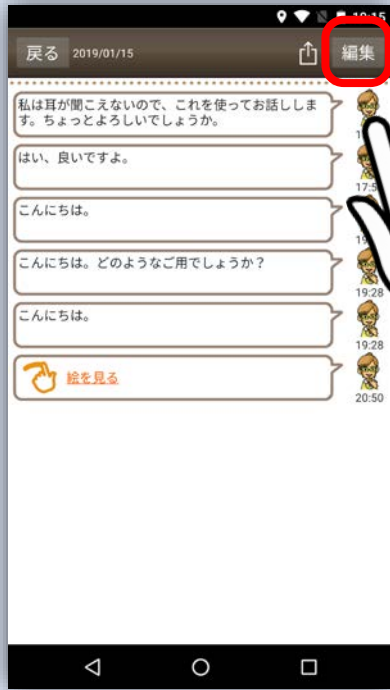 19:15
戻る 2019/01/15 編集
私は耳が聞こえないので、これを使ってお話ししま
す。ちょっとよろしいでしょうか。
はい、良いですよ。
こんにちは。
こんにちは。どのようなご用でしょうか？
19:28
こんにちは。
19:28
絵を見る
20:50